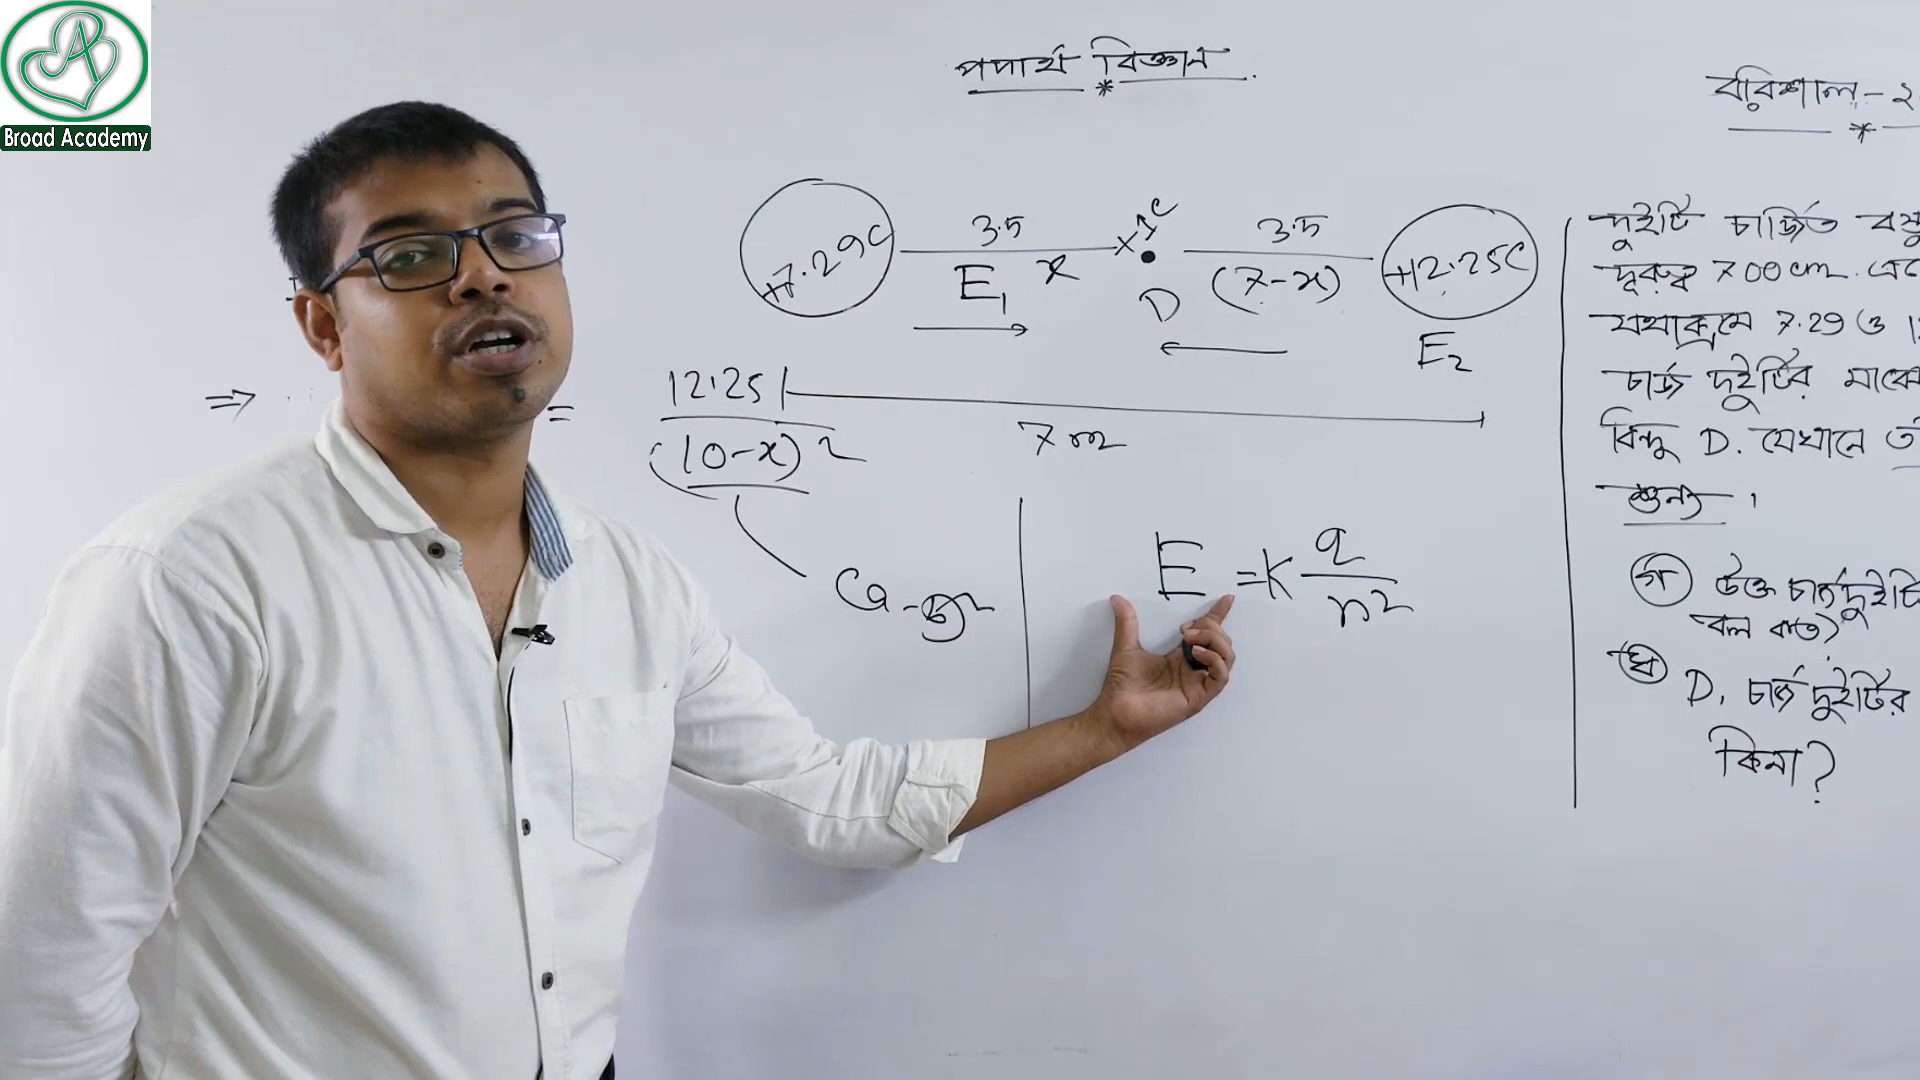 Broad Academy
পদার্থ বিজ্ঞান
বরিশাল - ২
+7.29C
3.5
E₁ x
x
D
3.5
(7-x)
+12.25C
E₂
⇒
= 12.25 / (10-x)²
7 m
E = K q/r²
দুইটি চার্জিত বস্তু
দূরত্ব 700 cm.
যথাক্রমে 7.29 ও 1
চার্জ দুইটির মাঝে
বিন্দু D. যেখানে
শূন্য।
(গ) উক্ত চার্জ দুইটি
বল কত?
(ঘ) D, চার্জ দুইটির
কিনা?